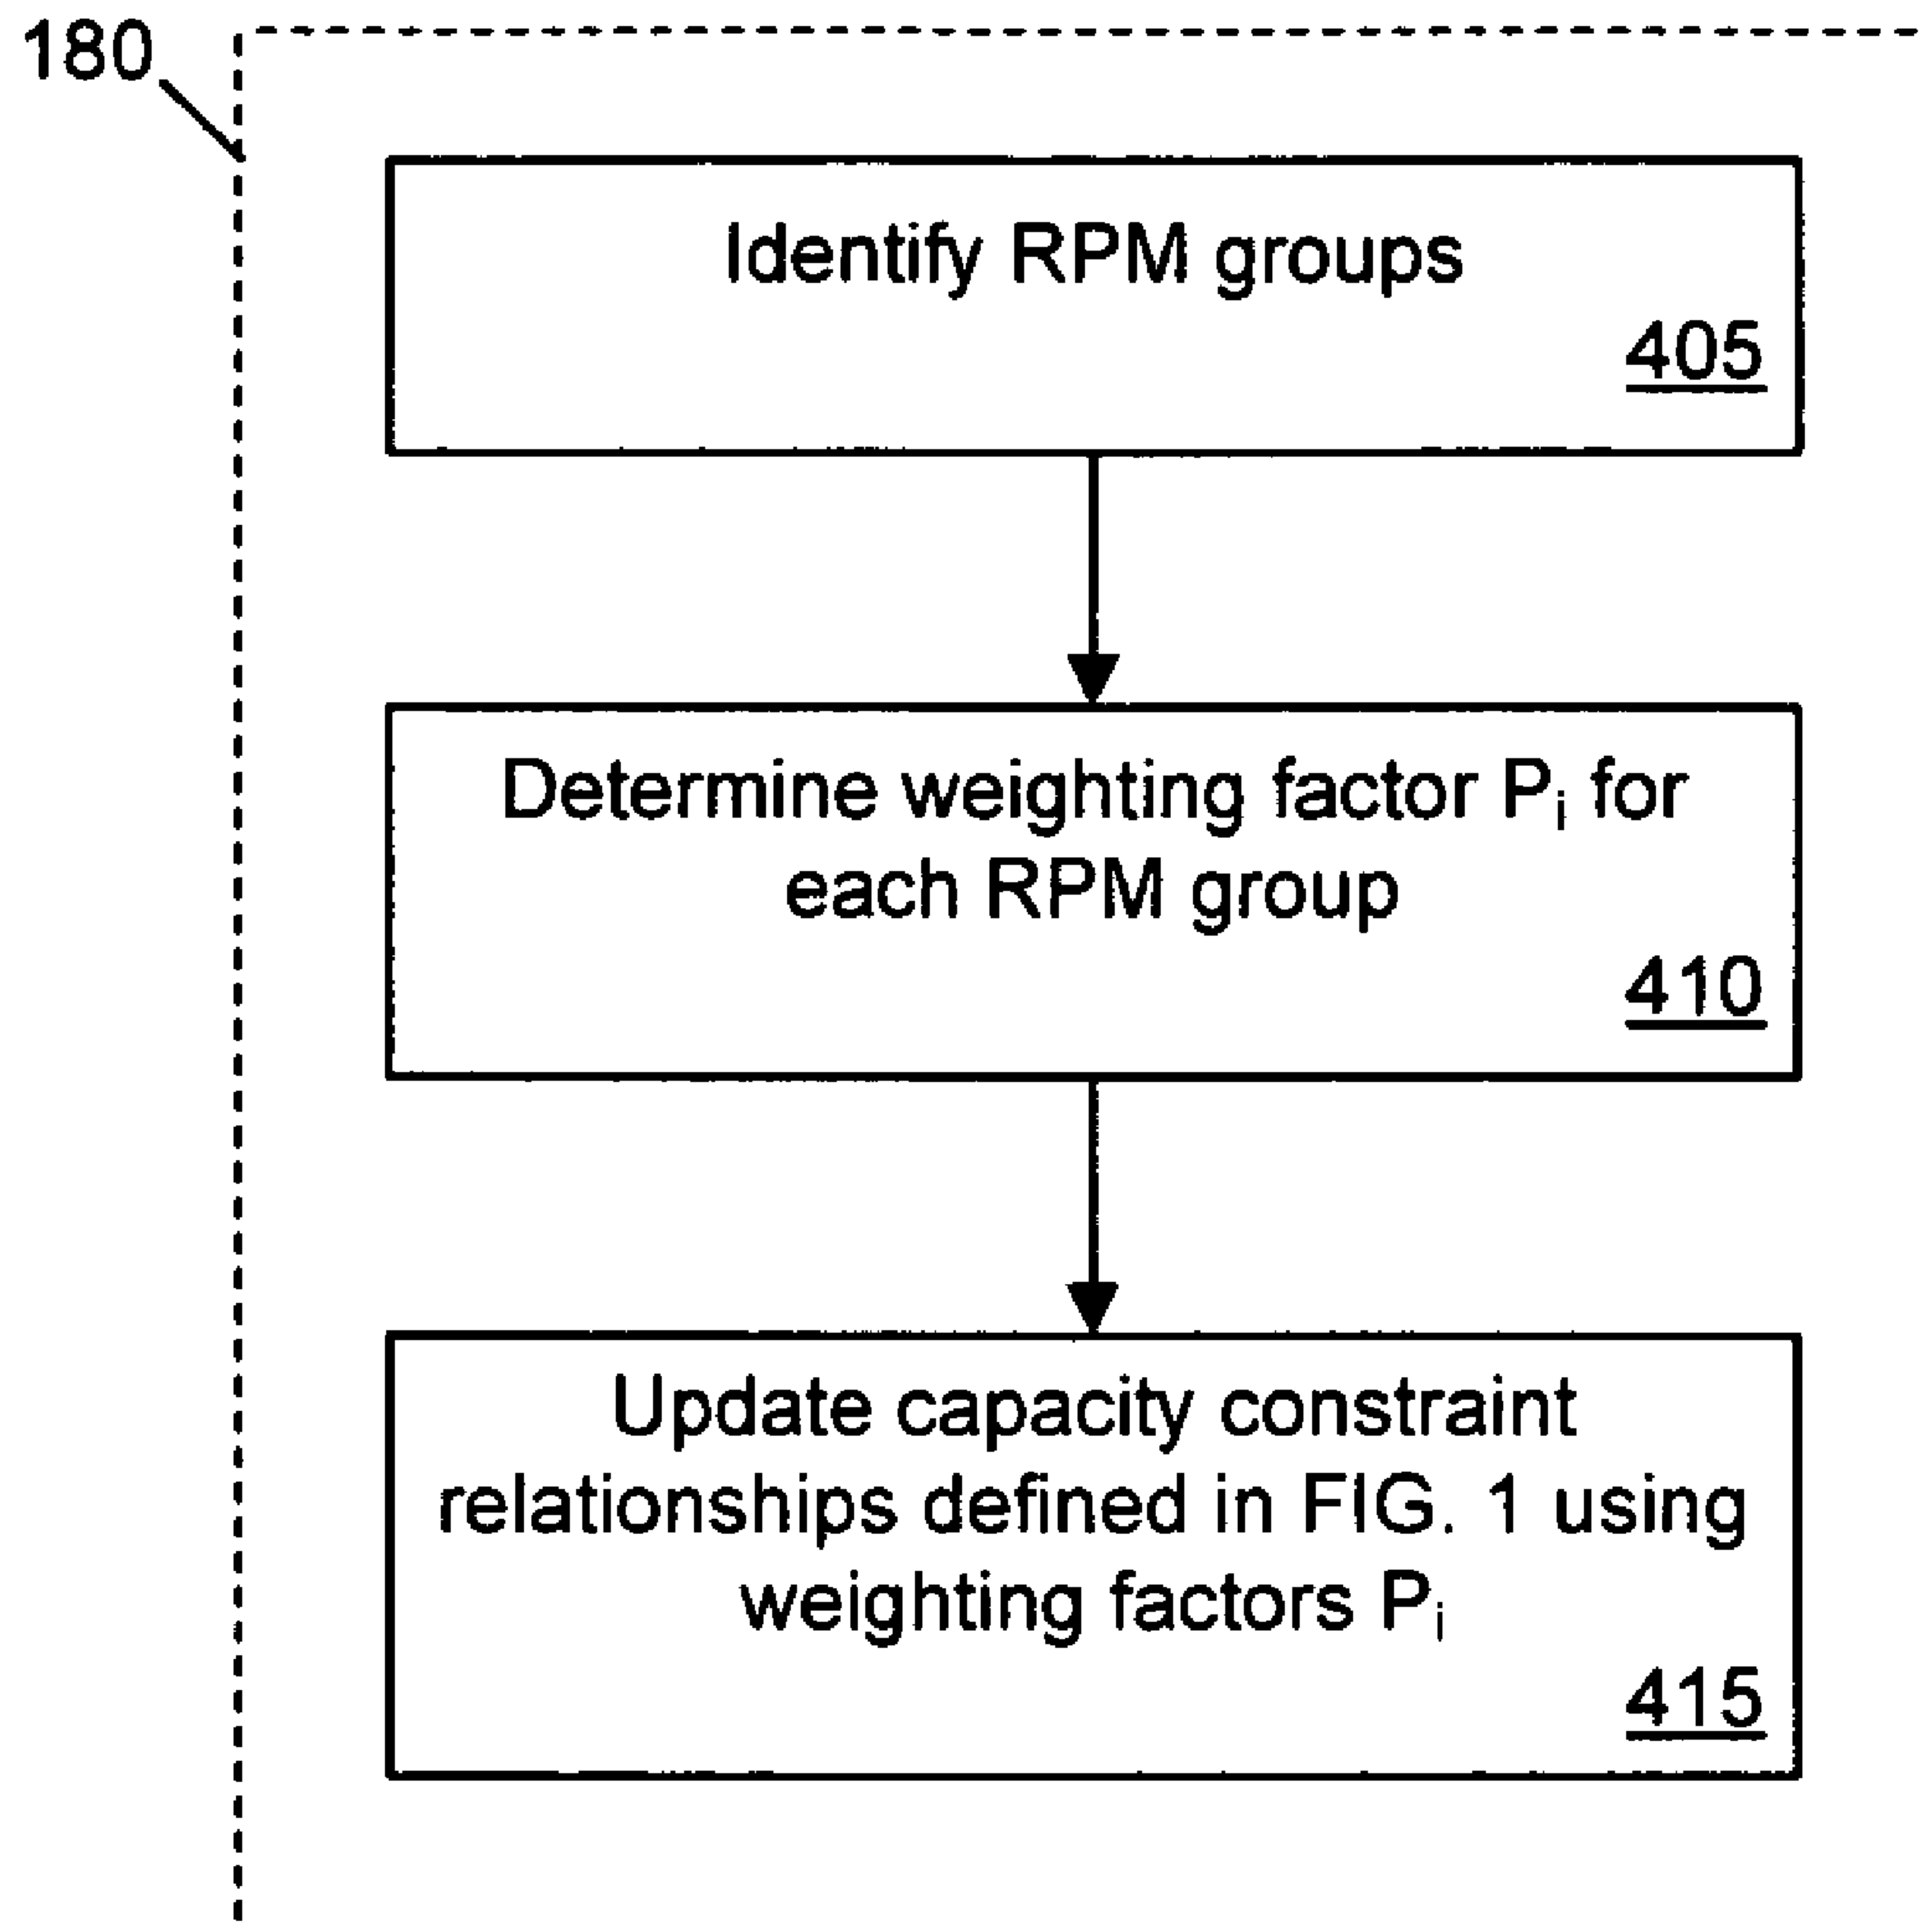 180
Identify RPM groups
405
Determine weighting factor Pᵢ for
each RPM group
410
Update capacity constraint
relationships defined in FIG. 1 using
weighting factors Pᵢ
415